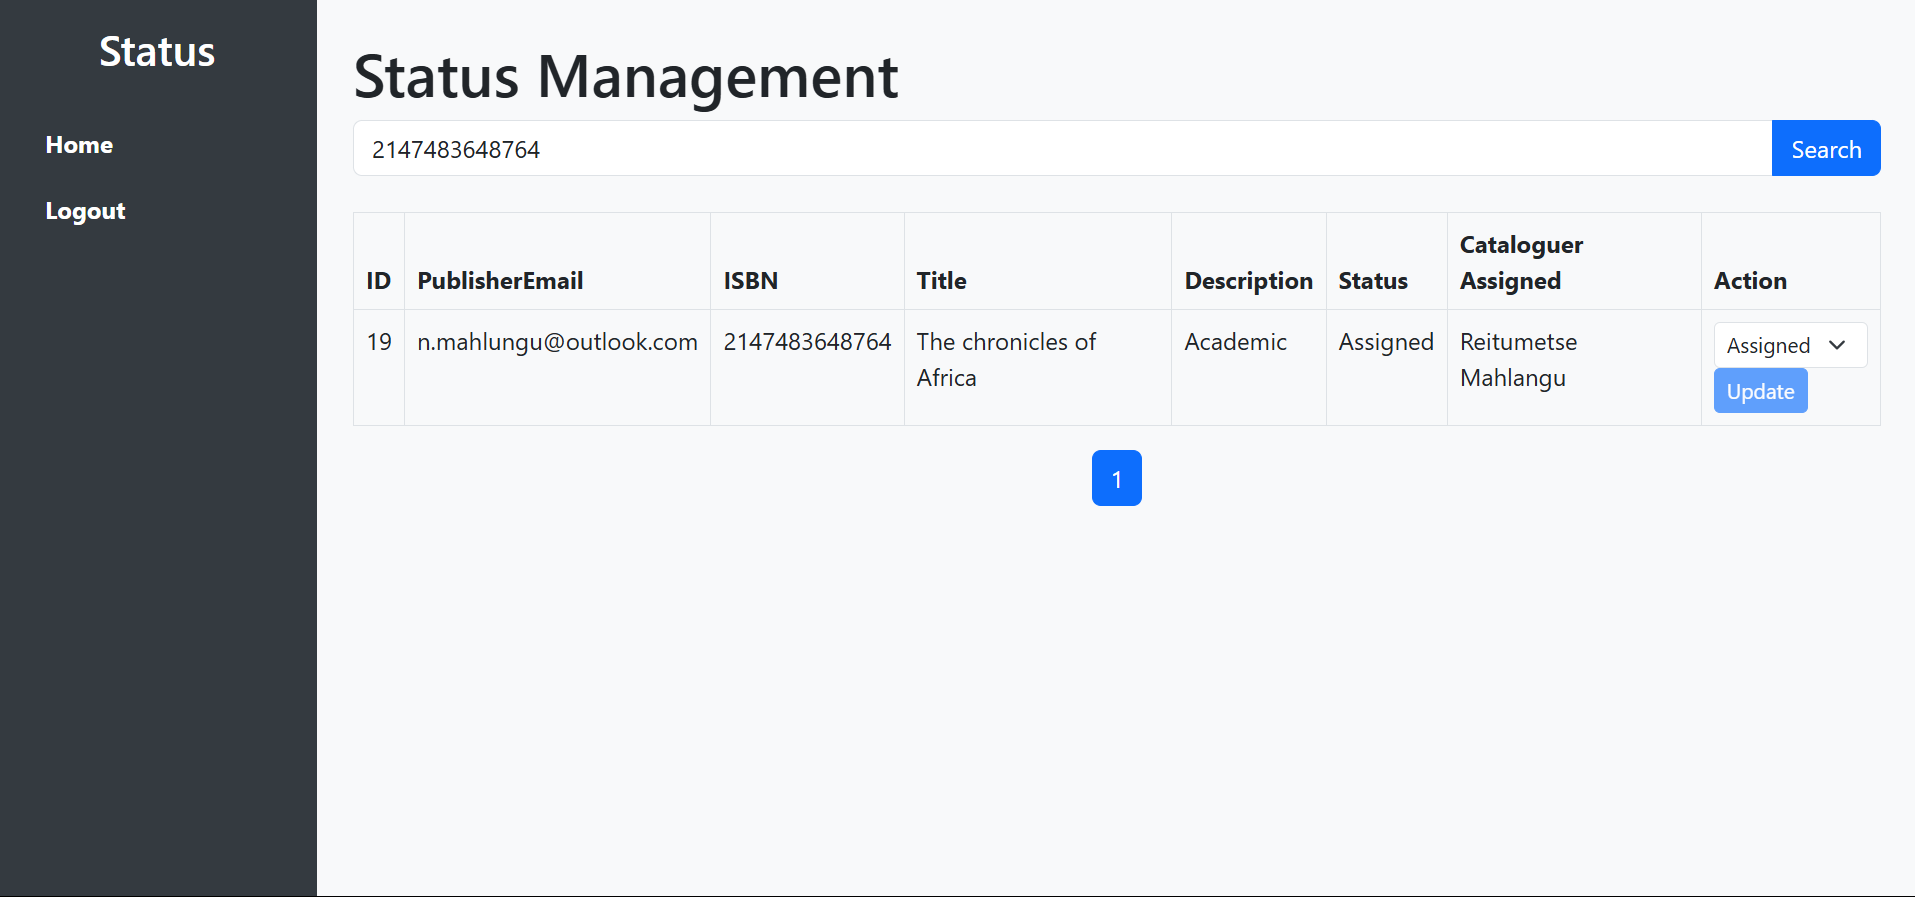 Status
Home
Logout
Status Management
2147483648764
Search
ID PublisherEmail ISBN Title Description Status Cataloguer Assigned Action
19 n.mahlungu@outlook.com 2147483648764 The chronicles of Africa Academic Assigned Reitumetse Mahlangu Assigned
Update
1